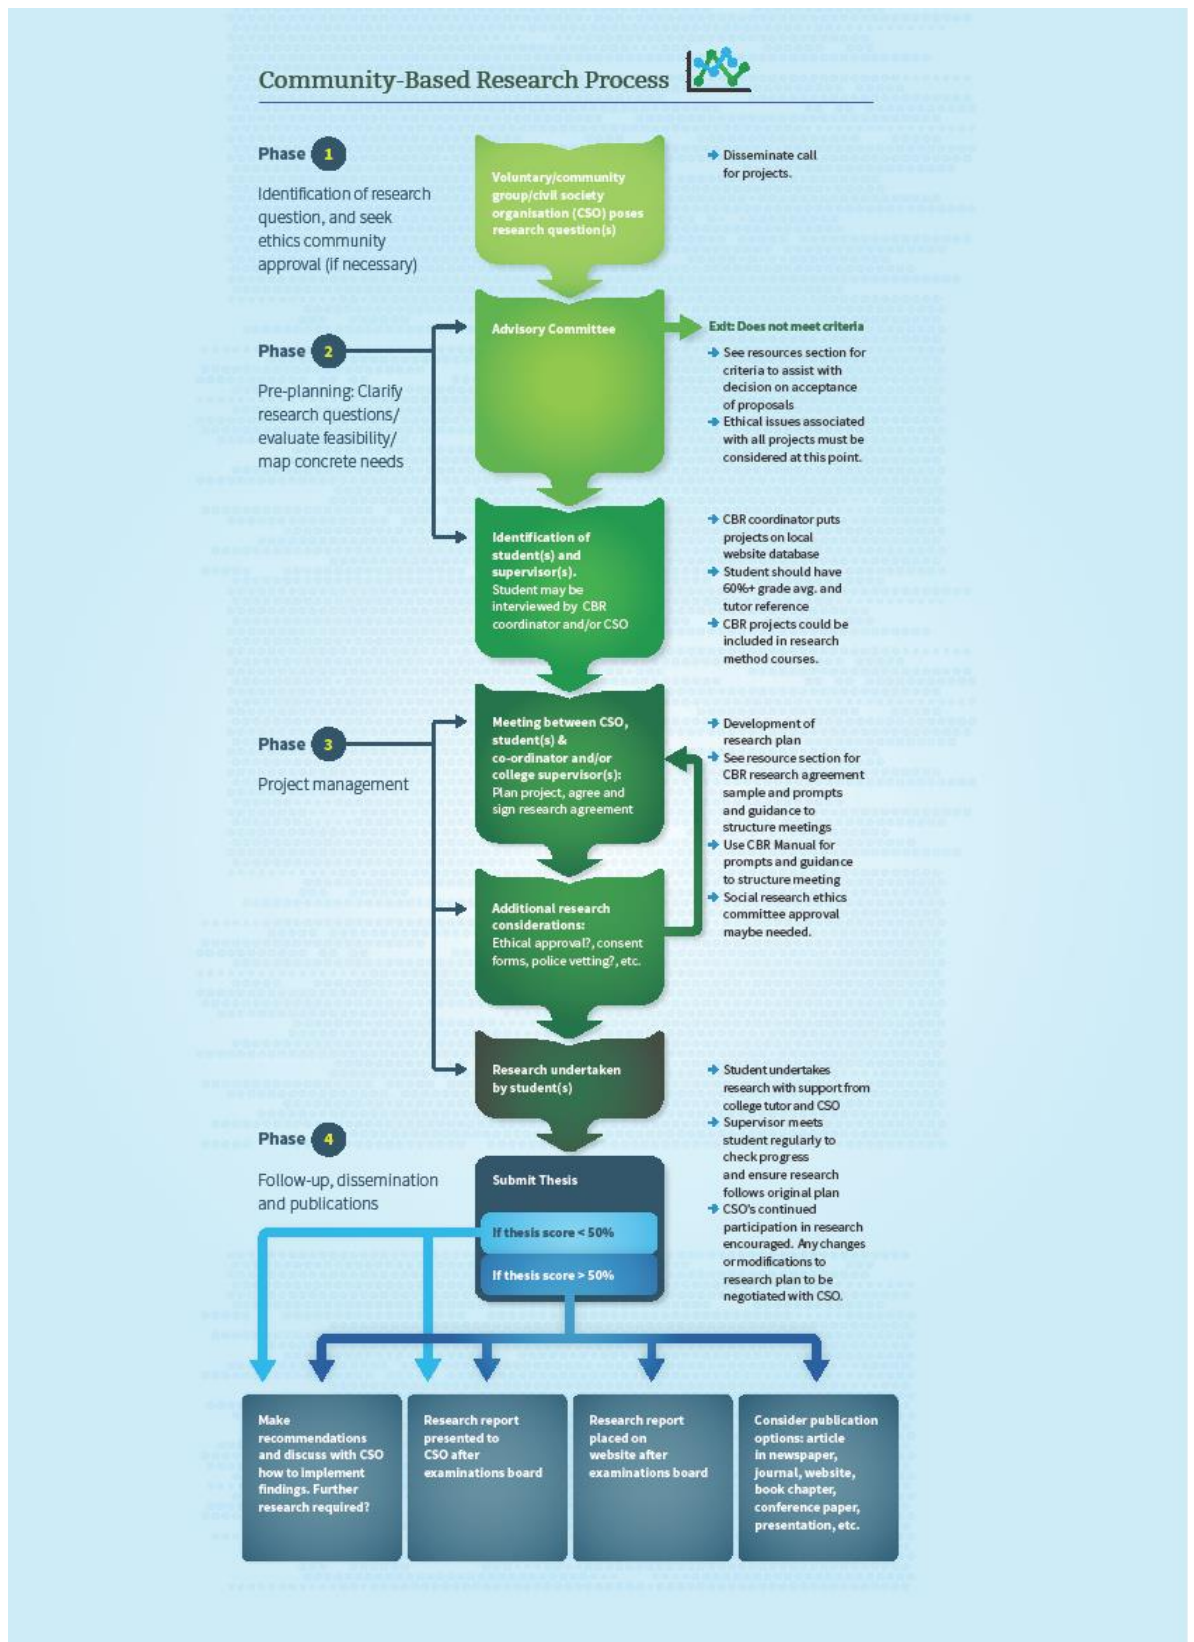 Community-Based Research Process
Phase 1
Identification of research
question, and seek
ethics community
approval (if necessary)
Voluntary/community
group/civil society
organisation (CSO) poses
research question(s)
Disseminate call
for projects.
Phase 2
Pre-planning: Clarify
research questions/
evaluate feasibility/
map concrete needs
Advisory Committee
Exit: Does not meet criteria
See resources section for
criteria to assist with
decision on acceptance
of proposals
Ethical issues associated
with all projects must be
considered at this point.
Identification of
student(s) and
supervisor(s).
Student may be
interviewed by CBR
coordinator and/or CSO
CBR coordinator puts
projects on local
website database
Student should have
60%+ grade avg. and
tutor reference
CBR projects could be
included in research
method courses.
Phase 3
Project management
Meeting between CSO,
student(s) &
co-ordinator and/or
college supervisor(s):
Plan project, agree and
sign research agreement
Development of
research plan
See resource section for
CBR research agreement
sample and prompts
and guidance to
structure meetings
Use CBR Manual for
prompts and guidance
to structure meeting
Social research ethics
committee approval
maybe needed.
Additional research
considerations:
Ethical approval?, consent
forms, police vetting?, etc.
Research undertaken
by student(s)
Student undertakes
research with support from
college tutor and CSO
Supervisor meets
student regularly to
check progress
and ensure research
follows original plan
CSO's continued
participation in research
encouraged. Any changes
or modifications to
research plan to be
negotiated with CSO.
Phase 4
Follow-up, dissemination
and publications
Submit Thesis
If thesis score < 50%
If thesis score > 50%
Make
recommendations
and discuss with CSO
how to implement
findings. Further
research required?
Research report
presented to
CSO after
examinations board
Research report
placed on
website after
examinations board
Consider publication
options: article
in newspaper,
journal, website,
book chapter,
conference paper,
presentation, etc.